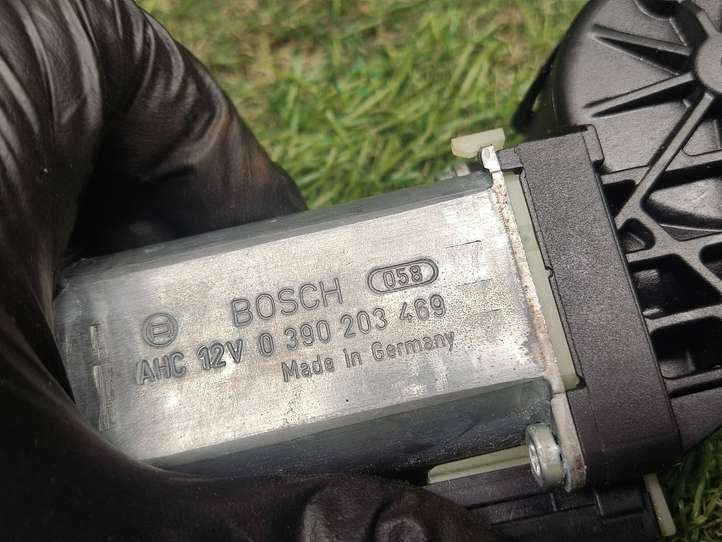 BOSCH 058
AHC 12V 0 390 203 469
Made in Germany